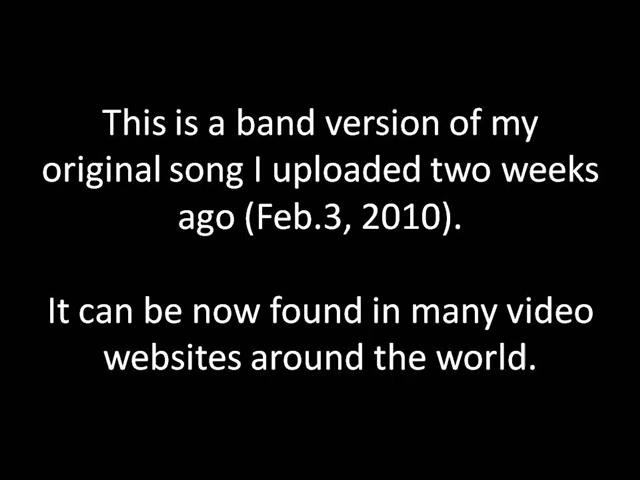 This is a band version of my
original song I uploaded two weeks
ago (Feb.3, 2010).
It can be now found in many video
websites around the world.